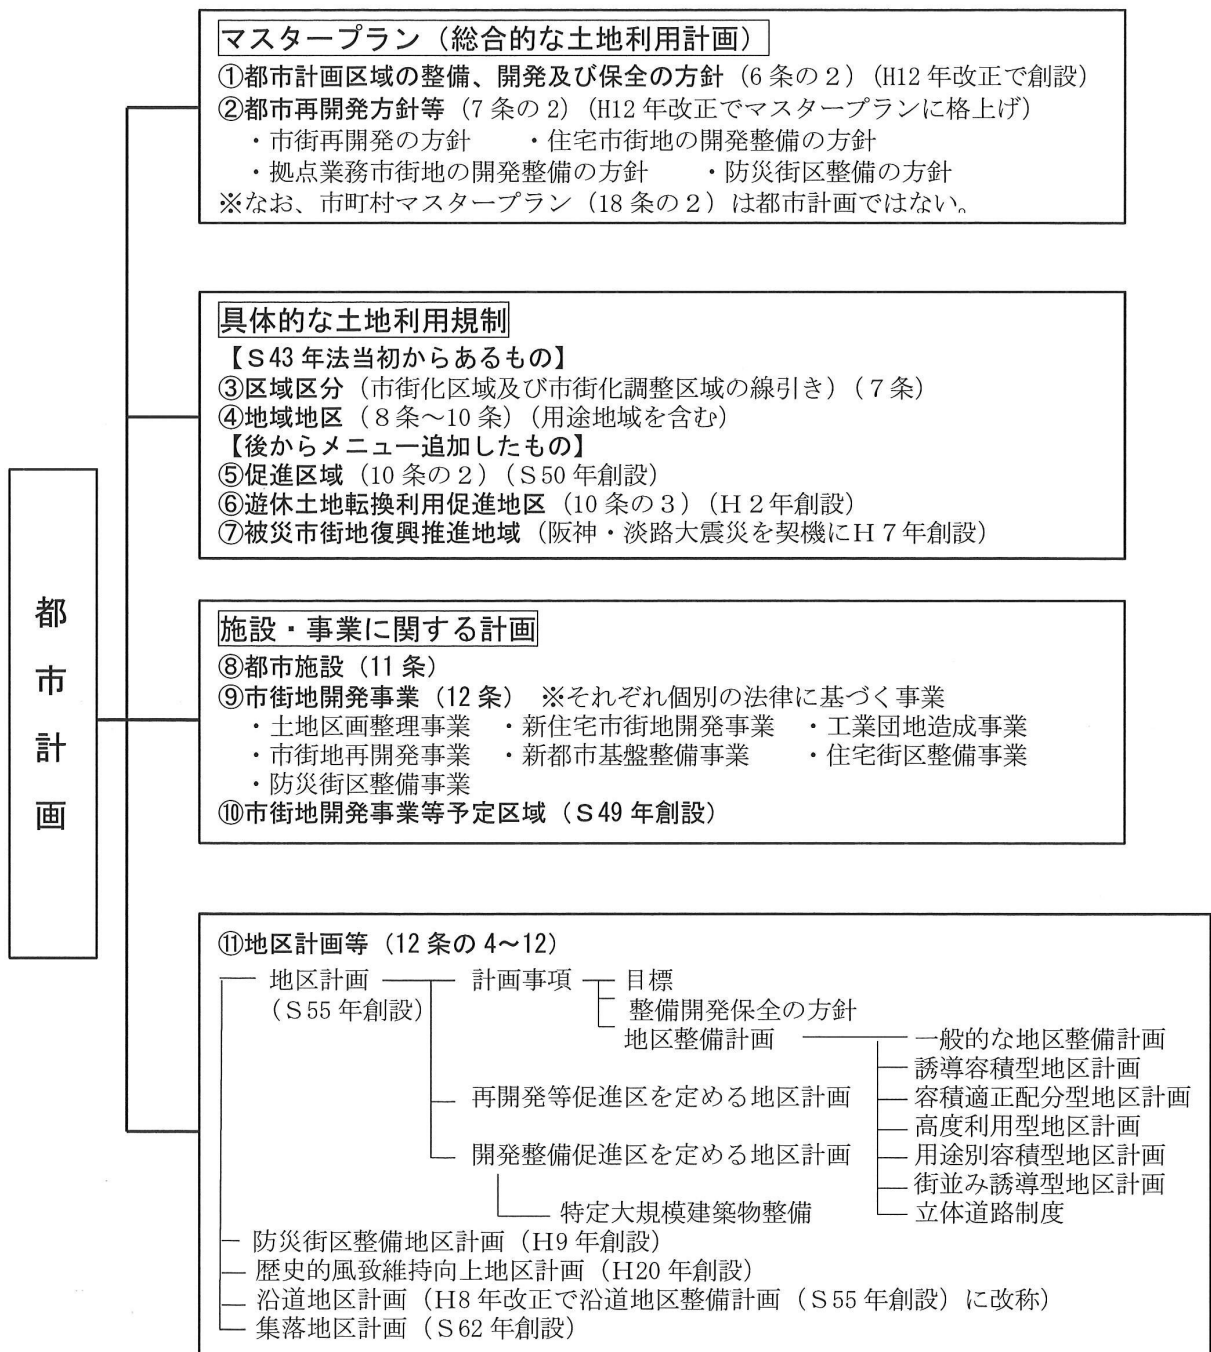 都市計画
マスタープラン（総合的な土地利用計画）
①都市計画区域の整備、開発及び保全の方針（6条の2）（H12年改正で創設）
②都市再開発方針等（7条の2）（H12年改正でマスタープランに格上げ）
・市街再開発の方針　・住宅市街地の開発整備の方針
・拠点業務市街地の開発整備の方針　・防災街区整備の方針
※なお、市町村マスタープラン（18条の2）は都市計画ではない。
具体的な土地利用規制
【S43年法当初からあるもの】
③区域区分（市街化区域及び市街化調整区域の線引き）（7条）
④地域地区（8条～10条）（用途地域を含む）
【後からメニュー追加したもの】
⑤促進区域（10条の2）（S50年創設）
⑥遊休土地転換利用促進地区（10条の3）（H2年創設）
⑦被災市街地復興推進地域（阪神・淡路大震災を契機にH7年創設）
施設・事業に関する計画
⑧都市施設（11条）
⑨市街地開発事業（12条）　※それぞれ個別の法律に基づく事業
・土地区画整理事業　・新住宅市街地開発事業　・工業団地造成事業
・市街地再開発事業　・新都市基盤整備事業　・住宅街区整備事業
・防災街区整備事業
⑩市街地開発事業等予定区域（S49年創設）
⑪地区計画等（12条の4～12）
地区計画　計画事項　目標
（S55年創設）　整備開発保全の方針
地区整備計画　一般的な地区整備計画
誘導容積型地区計画
再開発等促進区を定める地区計画　容積適正配分型地区計画
高度利用型地区計画
開発整備促進区を定める地区計画　用途別容積型地区計画
街並み誘導型地区計画
特定大規模建築物整備　立体道路制度
防災街区整備地区計画（H9年創設）
歴史的風致維持向上地区計画（H20年創設）
沿道地区計画（H8年改正で沿道地区整備計画（S55年創設）に改称）
集落地区計画（S62年創設）